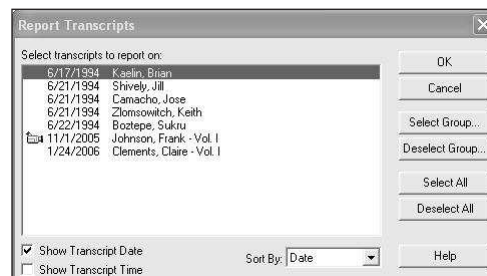 Report Transcripts
Select transcripts to report on:
6/17/1994 Kaelin, Brian
6/21/1994 Shively, Jill
6/21/1994 Camacho, Jose
6/21/1994 Zlomsowitch, Keith
6/22/1994 Boztepe, Sukru
11/1/2005 Johnson, Frank - Vol. I
1/24/2006 Clements, Claire - Vol. I
OK
Cancel
Select Group...
Deselect Group...
Select All
Deselect All
Show Transcript Date
Sort By: Date
Help
Show Transcript Time